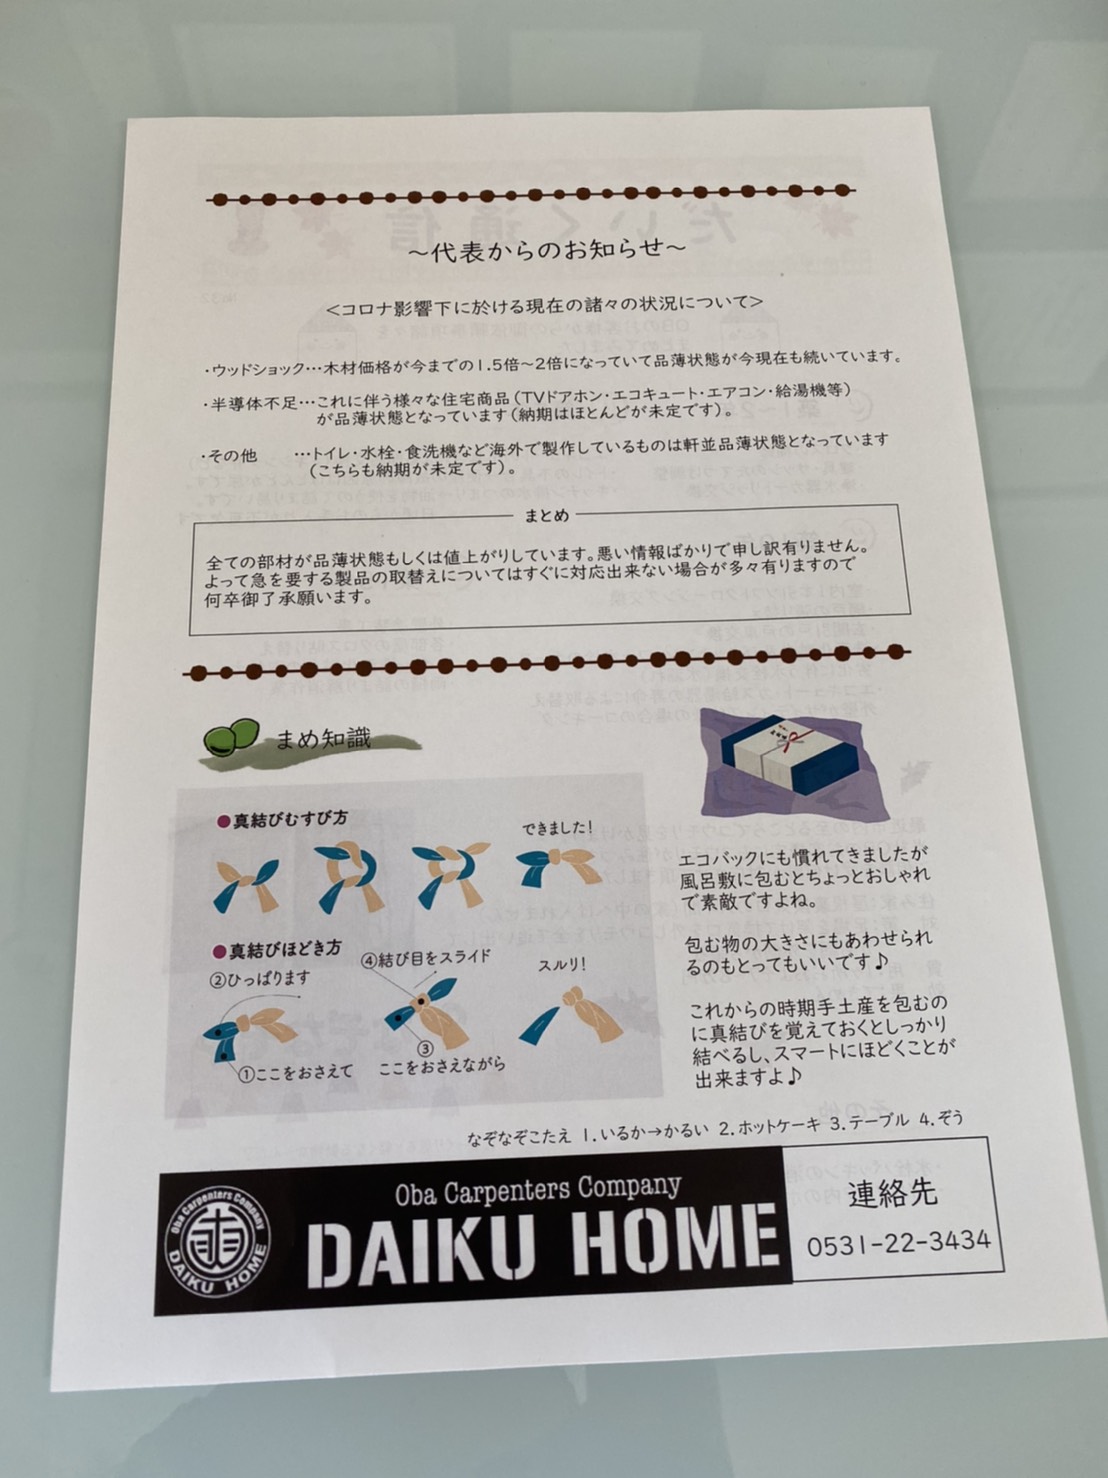 ～代表からのお知らせ～
＜コロナ影響下に於ける現在の諸々の状況について＞
・ウッドショック…木材価格が今までの1.5倍～2倍になっていて品薄状態が今現在も続いています。
・半導体不足…これに伴う様々な住宅商品（TVドアホン・エコキュート・エアコン・給湯機等）
が品薄状態となっています（納期はほとんどが未定です）。
・その他 …トイレ・水栓・食洗機など海外で製作しているものは軒並品薄状態となっています
（こちらも納期が未定です）。
まとめ
全ての部材が品薄状態もしくは値上がりしています。悪い情報ばかりで申し訳有りません。
よって急を要する製品の取替えについてはすぐに対応出来ない場合が多々有りますので
何卒御了承願います。
まめ知識
●真結びむすび方
できました！
●真結びほどき方
②ひっぱります
④結び目をスライド
スルリ！
③
①ここをおさえて
ここをおさえながら
エコバックにも慣れてきましたが
風呂敷に包むとちょっとおしゃれ
で素敵ですよね。
包む物の大きさにもあわせられ
るのもとってもいいです♪
これからの時期手土産を包むの
に真結びを覚えておくとしっかり
結べるし、スマートにほどくことが
出来ますよ♪
なぞなぞこたえ 1.いるか→かるい 2.ホットケーキ 3.テーブル 4.ぞう
Oba Carpenters Company
DAIKU HOME
Oba Carpenters Company
DAIKU HOME
連絡先
0531-22-3434